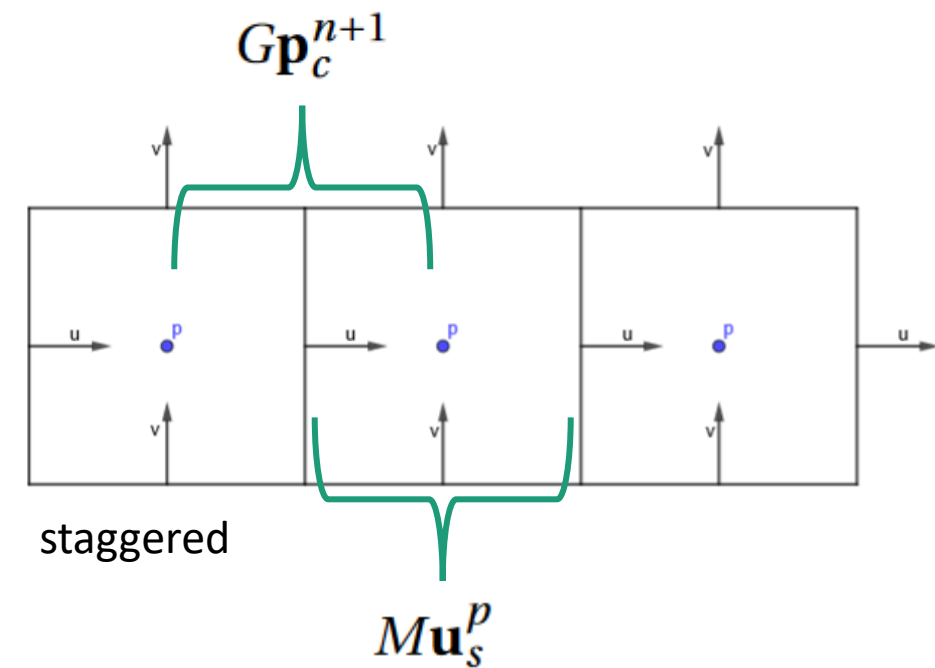 Gp_c^{n+1}
v v v
p p p
u u u u
v v v
staggered
Mu_s^p